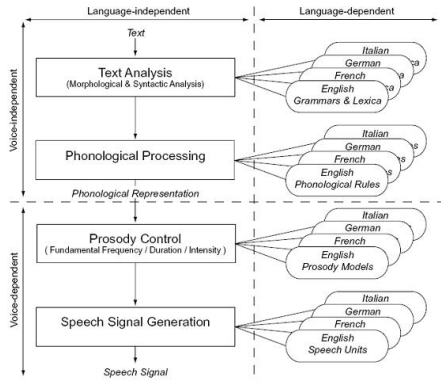 Language-independent
Language-dependent
Voice-independent
Text
Text Analysis
(Morphological & Syntactic Analysis)
Italian
German
French
English
Grammars & Lexica
Phonological Processing
Italian
German
French
English
Phonological Rules
Phonological Representation
Voice-dependent
Prosody Control
( Fundamental Frequency / Duration / Intensity )
Italian
German
French
English
Prosody Models
Speech Signal Generation
Italian
German
French
English
Speech Units
Speech Signal